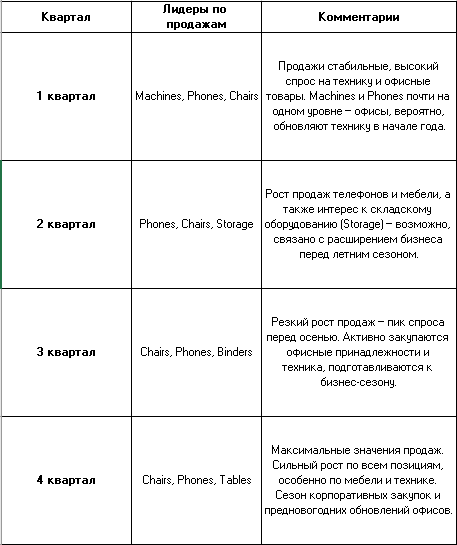 Квартал
Лидеры по
продажам
Комментарии
1 квартал
Machines, Phones, Chairs
Продажи стабильные, высокий
спрос на технику и офисные
товары. Machines и Phones почти на
одном уровне – офисы, вероятно,
обновляют технику в начале года.
2 квартал
Phones, Chairs, Storage
Рост продаж телефонов и мебели, а
также интерес к складскому
оборудованию (Storage) – возможно,
связано с расширением бизнеса
перед летним сезоном.
3 квартал
Chairs, Phones, Binders
Резкий рост продаж – пик спроса
перед осенью. Активно закупаются
офисные принадлежности и
техника, подготавливаются к
бизнес-сезону.
4 квартал
Chairs, Phones, Tables
Максимальные значения продаж.
Сильный рост по всем позициям,
особенно по мебели и технике.
Сезон корпоративных закупок и
предновогодних обновлений офисов.